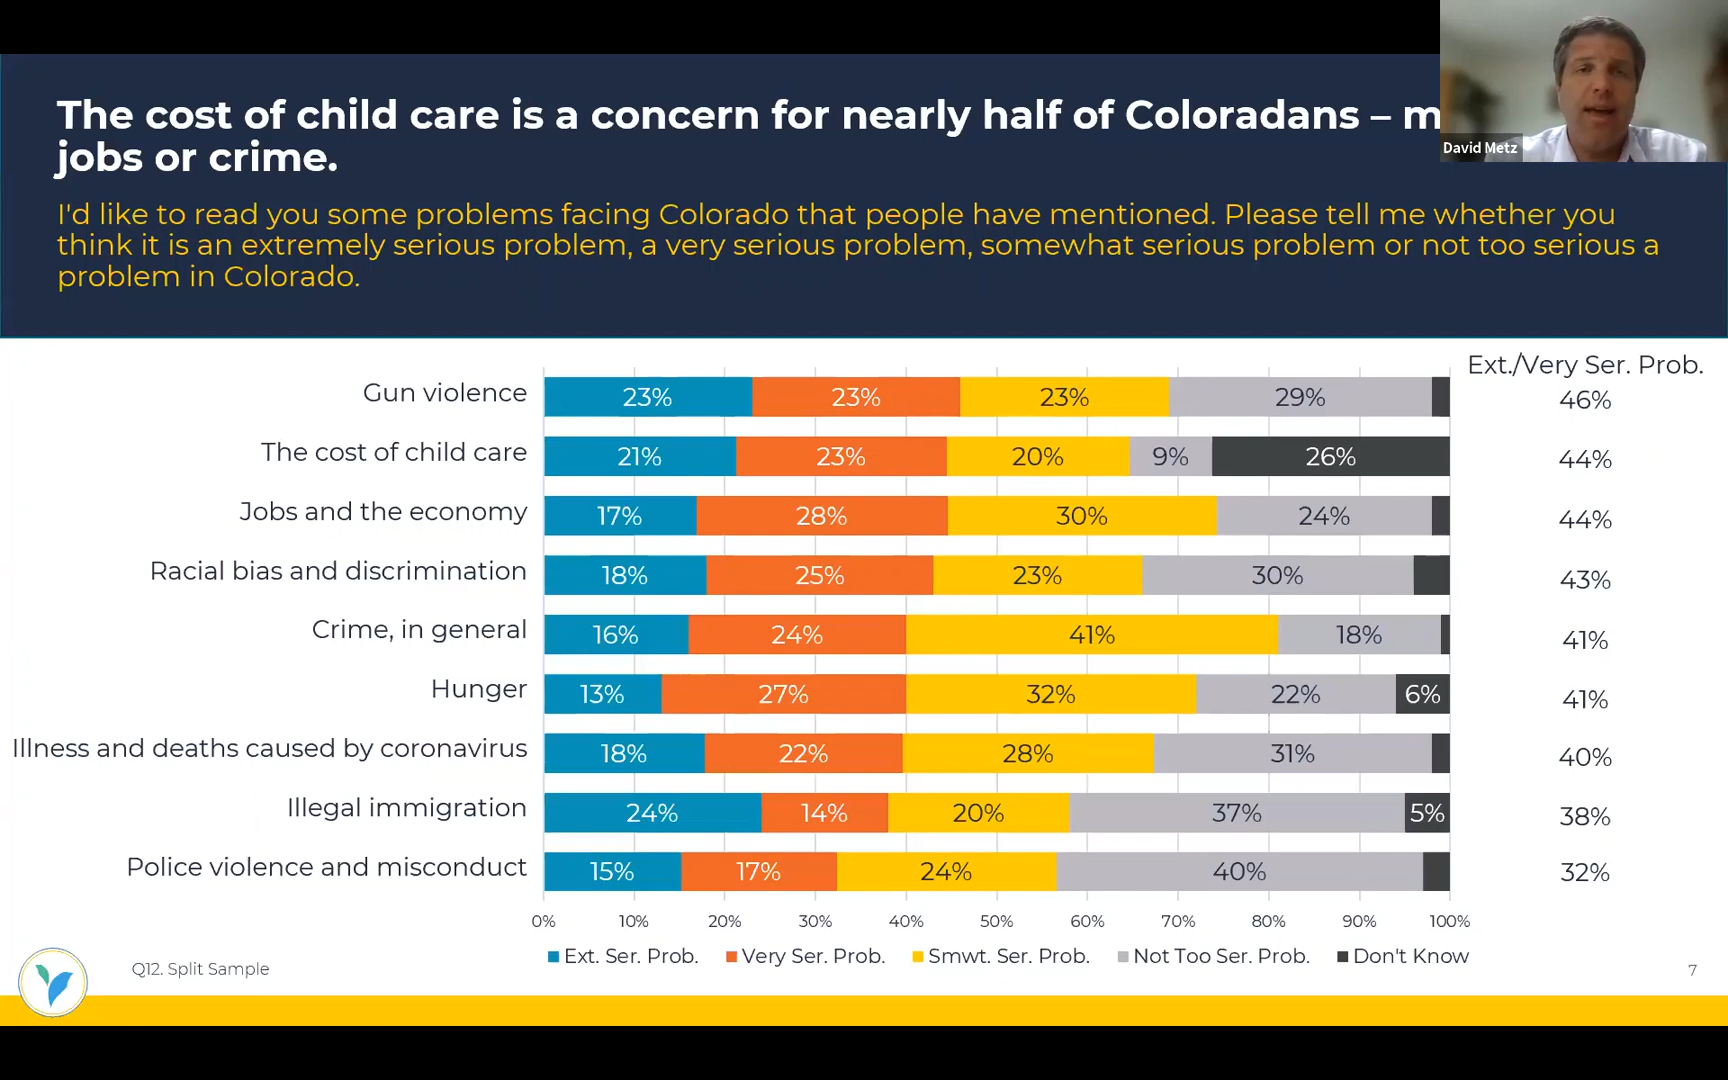 The cost of child care is a concern for nearly half of Coloradans –
jobs or crime.
David Metz
I'd like to read you some problems facing Colorado that people have mentioned. Please tell me whether you
think it is an extremely serious problem, a very serious problem, somewhat serious problem or not too serious a
problem in Colorado.
Ext./Very Ser. Prob.
Gun violence 23% 23% 23% 29% 46%
The cost of child care 21% 23% 20% 9% 26% 44%
Jobs and the economy 17% 28% 30% 24% 44%
Racial bias and discrimination 18% 25% 23% 30% 43%
Crime, in general 16% 24% 41% 18% 41%
Hunger 13% 27% 32% 22% 6% 41%
Illness and deaths caused by coronavirus 18% 22% 28% 31% 40%
Illegal immigration 24% 14% 20% 37% 5% 38%
Police violence and misconduct 15% 17% 24% 40% 32%
0% 10% 20% 30% 40% 50% 60% 70% 80% 90% 100%
Ext. Ser. Prob. Very Ser. Prob. Smwt. Ser. Prob. Not Too Ser. Prob. Don't Know
Q12. Split Sample
7